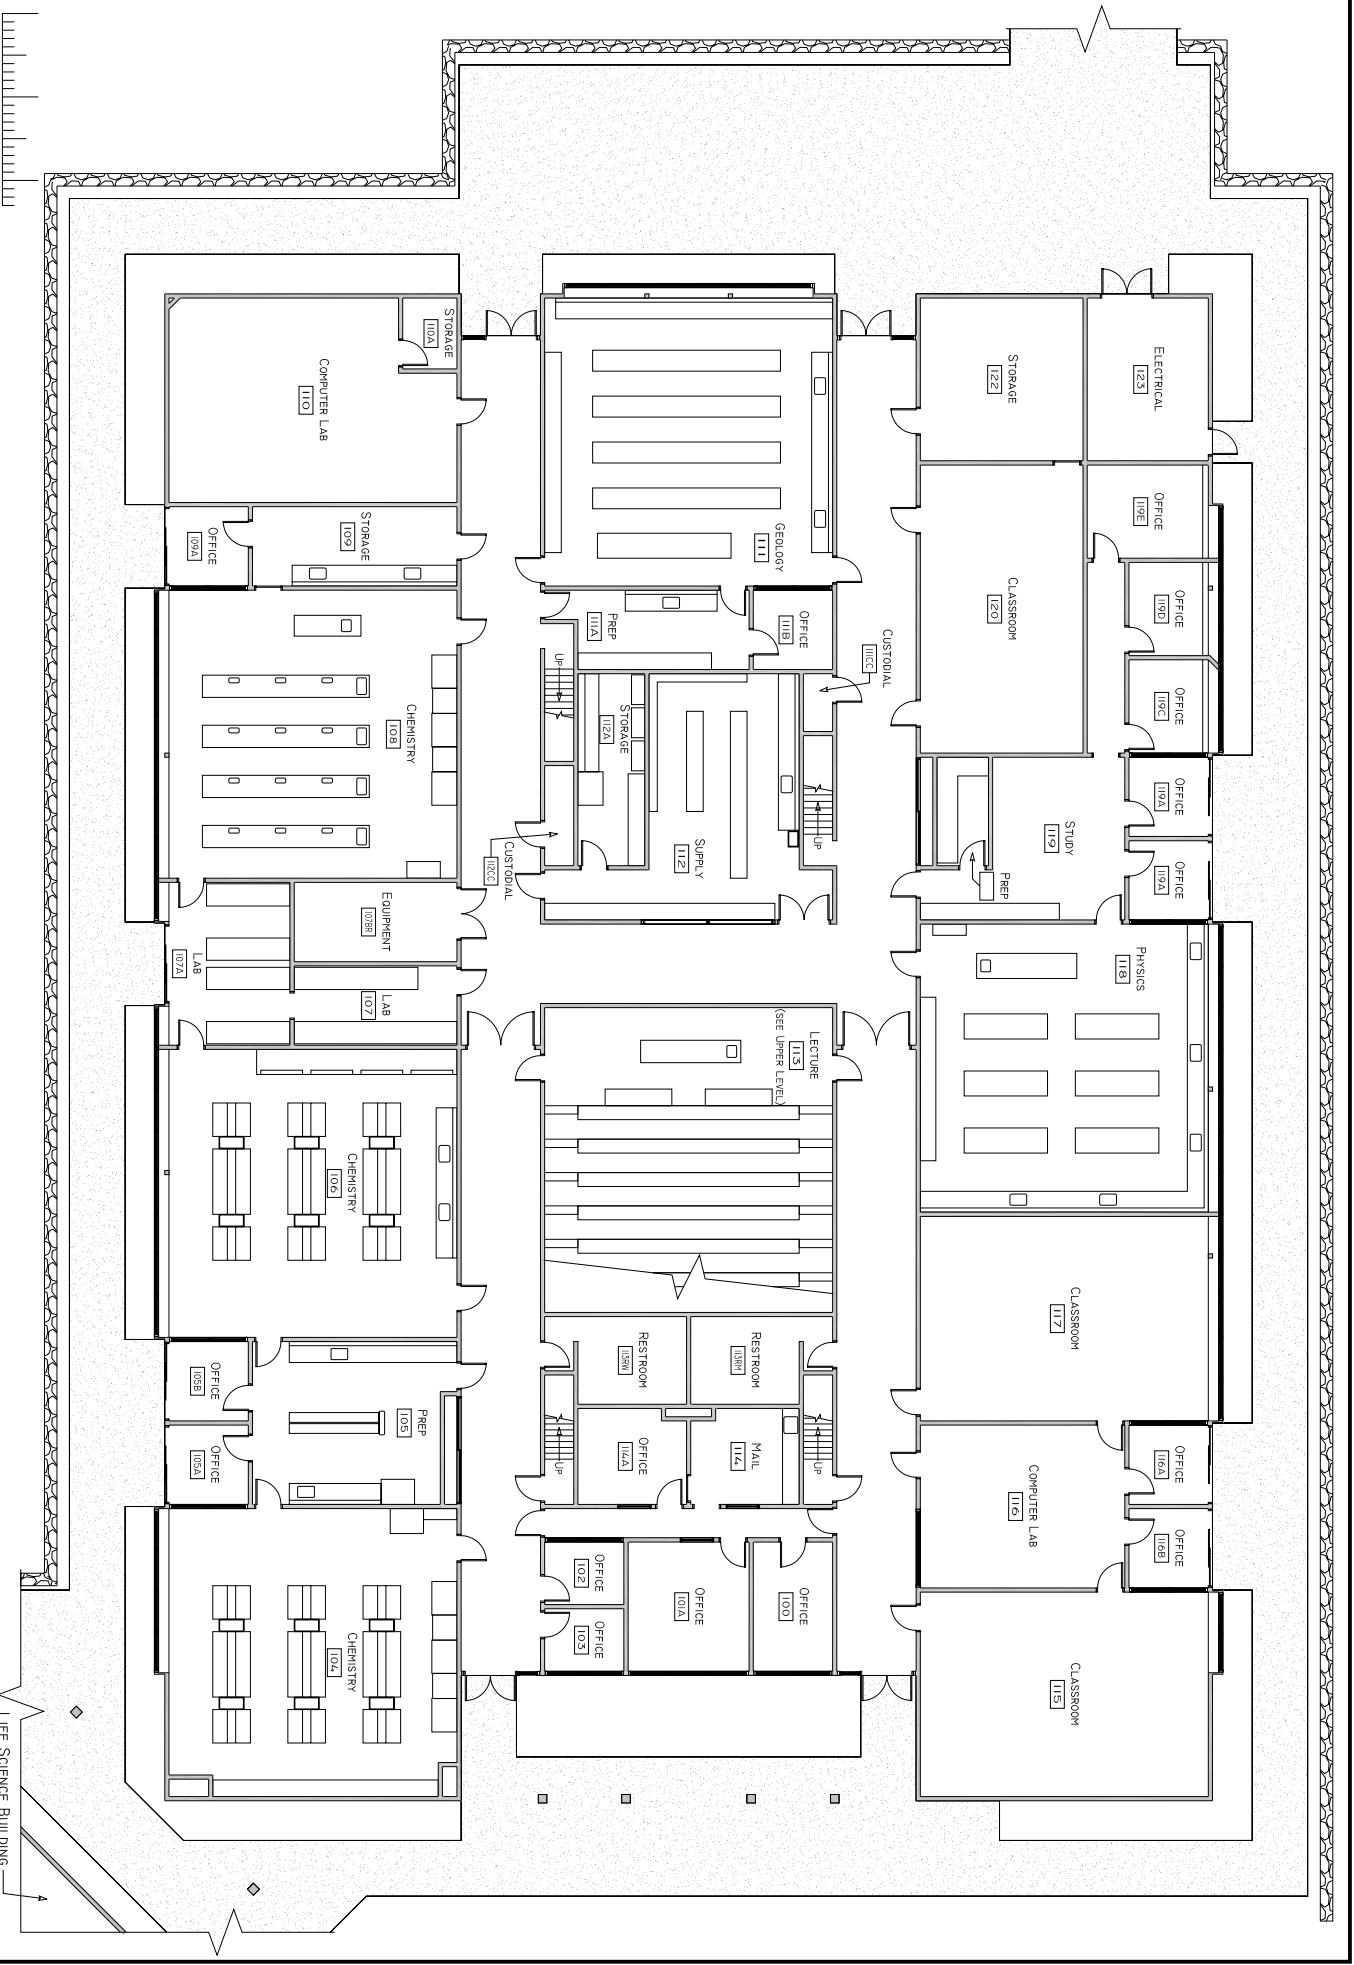 ELECTRICAL
123
STORAGE
122
OFFICE
119E
CLASSROOM
120
OFFICE
119D
OFFICE
119C
OFFICE
119A
OFFICE
119A
STUDY
119
PREP
PHYSICS
118
CLASSROOM
117
OFFICE
116A
OFFICE
116B
COMPUTER LAB
116
CLASSROOM
115
GEOLOGY
111
OFFICE
111B
PREP
111A
CUSTODIAL
111CC
UP
UP
STORAGE
112A
SUPPLY
112
CUSTODIAL
112CC
LECTURE
113
(SEE UPPER LEVEL)
RESTROOM
113RM
RESTROOM
113RW
MAIL
114
OFFICE
114A
UP
UP
OFFICE
100
OFFICE
101A
OFFICE
102
OFFICE
103
STORAGE
110A
COMPUTER LAB
110
STORAGE
109
OFFICE
109A
CHEMISTRY
108
EQUIPMENT
107BR
LAB
107A
LAB
107
CHEMISTRY
106
OFFICE
105B
OFFICE
105A
PREP
105
CHEMISTRY
104
LIFE SCIENCE BUILDING